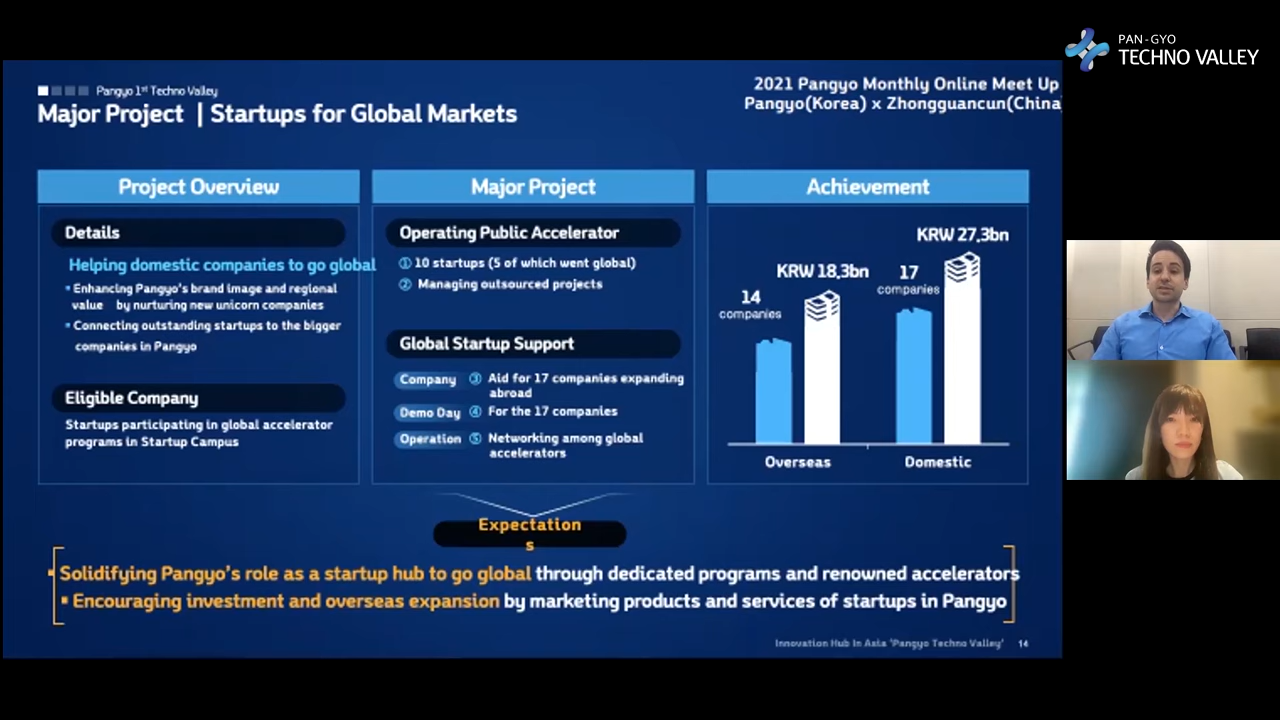 PAN-GYO
TECHNO VALLEY
2021 Pangyo Monthly Online Meet Up
Pangyo(Korea) x Zhongguancun(China)
Pangyo 1st Techno Valley
Major Project | Startups for Global Markets
Project Overview
Details
Helping domestic companies to go global
▪ Enhancing Pangyo's brand image and regional
value by nurturing new unicorn companies
▪ Connecting outstanding startups to the bigger
companies in Pangyo
Eligible Company
Startups participating in global accelerator
programs in Startup Campus
Major Project
Operating Public Accelerator
① 10 startups (5 of which went global)
② Managing outsourced projects
Global Startup Support
Company ③ Aid for 17 companies expanding
abroad
Demo Day ④ For the 17 companies
Operation ⑤ Networking among global
accelerators
Achievement
KRW 27,3bn
KRW 18,3bn
17
companies
14
companies
Overseas Domestic
Expectation
s
▪ Solidifying Pangyo's role as a startup hub to go global through dedicated programs and renowned accelerators
▪ Encouraging investment and overseas expansion by marketing products and services of startups in Pangyo
Innovation Hub In Asia 'Pangyo Techno Valley' 14